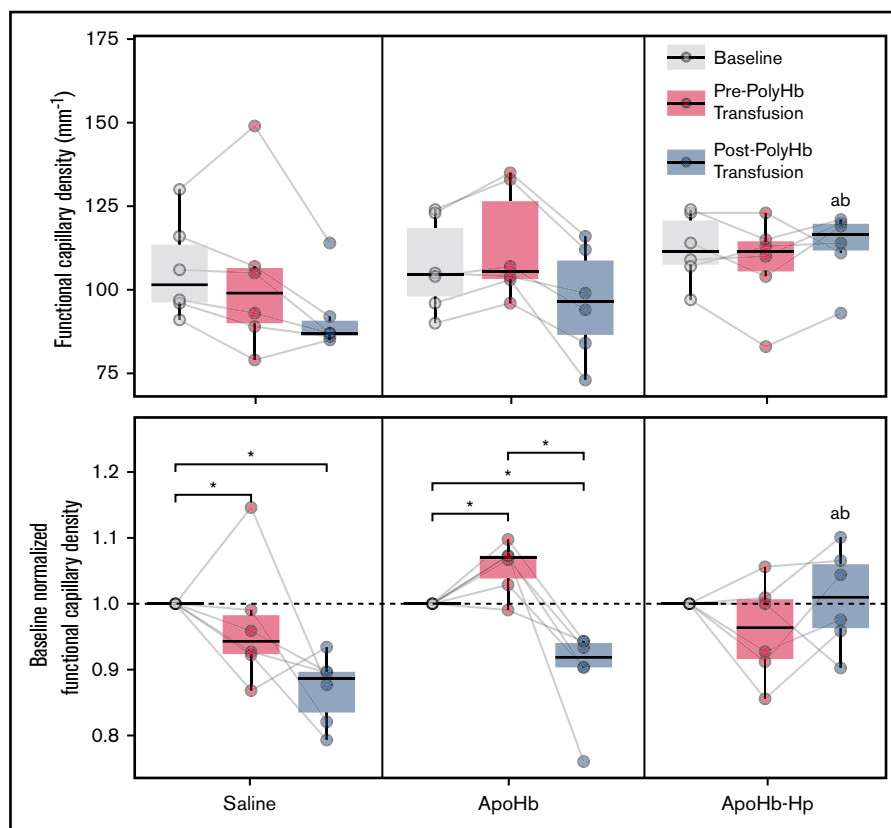 175
150
125
100
75
Functional capillary density (mm⁻¹)
Baseline
Pre-PolyHb
Transfusion
Post-PolyHb
Transfusion
ab
1.2
1.1
1.0
0.9
0.8
Baseline normalized
functional capillary density
*
*
*
*
*
ab
Saline
ApoHb
ApoHb-Hp